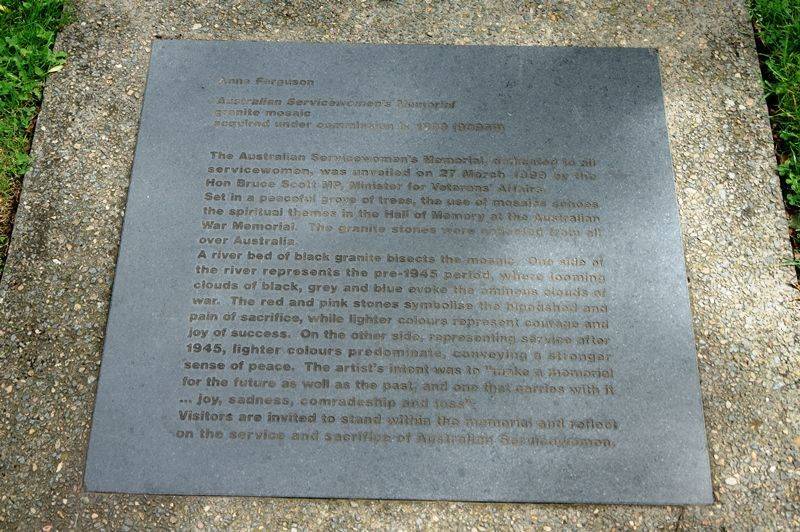 Anne Ferguson
Australian Servicewomen's Memorial
granite mosaic
acquired under commission in 1999
The Australian Servicewomen's Memorial, dedicated to all
servicewomen, was unveiled on 27 March 1999 by the
Hon Bruce Scott MP, Minister for Veterans' Affairs.
Set in a peaceful grove of trees, the use of mosaics echoes
the spiritual themes in the Hall of Memory at the Australian
War Memorial. The granite stones were collected from all
over Australia.
A river bed of black granite bisects the mosaic. One side of
the river represents the pre-1945 period, where looming
clouds of black, grey and blue evoke the ominous clouds of
war. The red and pink stones symbolise the bloodshed and
pain of sacrifice, while lighter colours represent courage and
joy of success. On the other side, representing service after
1945, lighter colours predominate, conveying a stronger
sense of peace. The artist's intent was to "make a memorial
for the future as well as the past, and one that carries with it
... joy, sadness, comradeship and loss".
Visitors are invited to stand within the memorial and reflect
on the service and sacrifice of Australian Servicewomen.